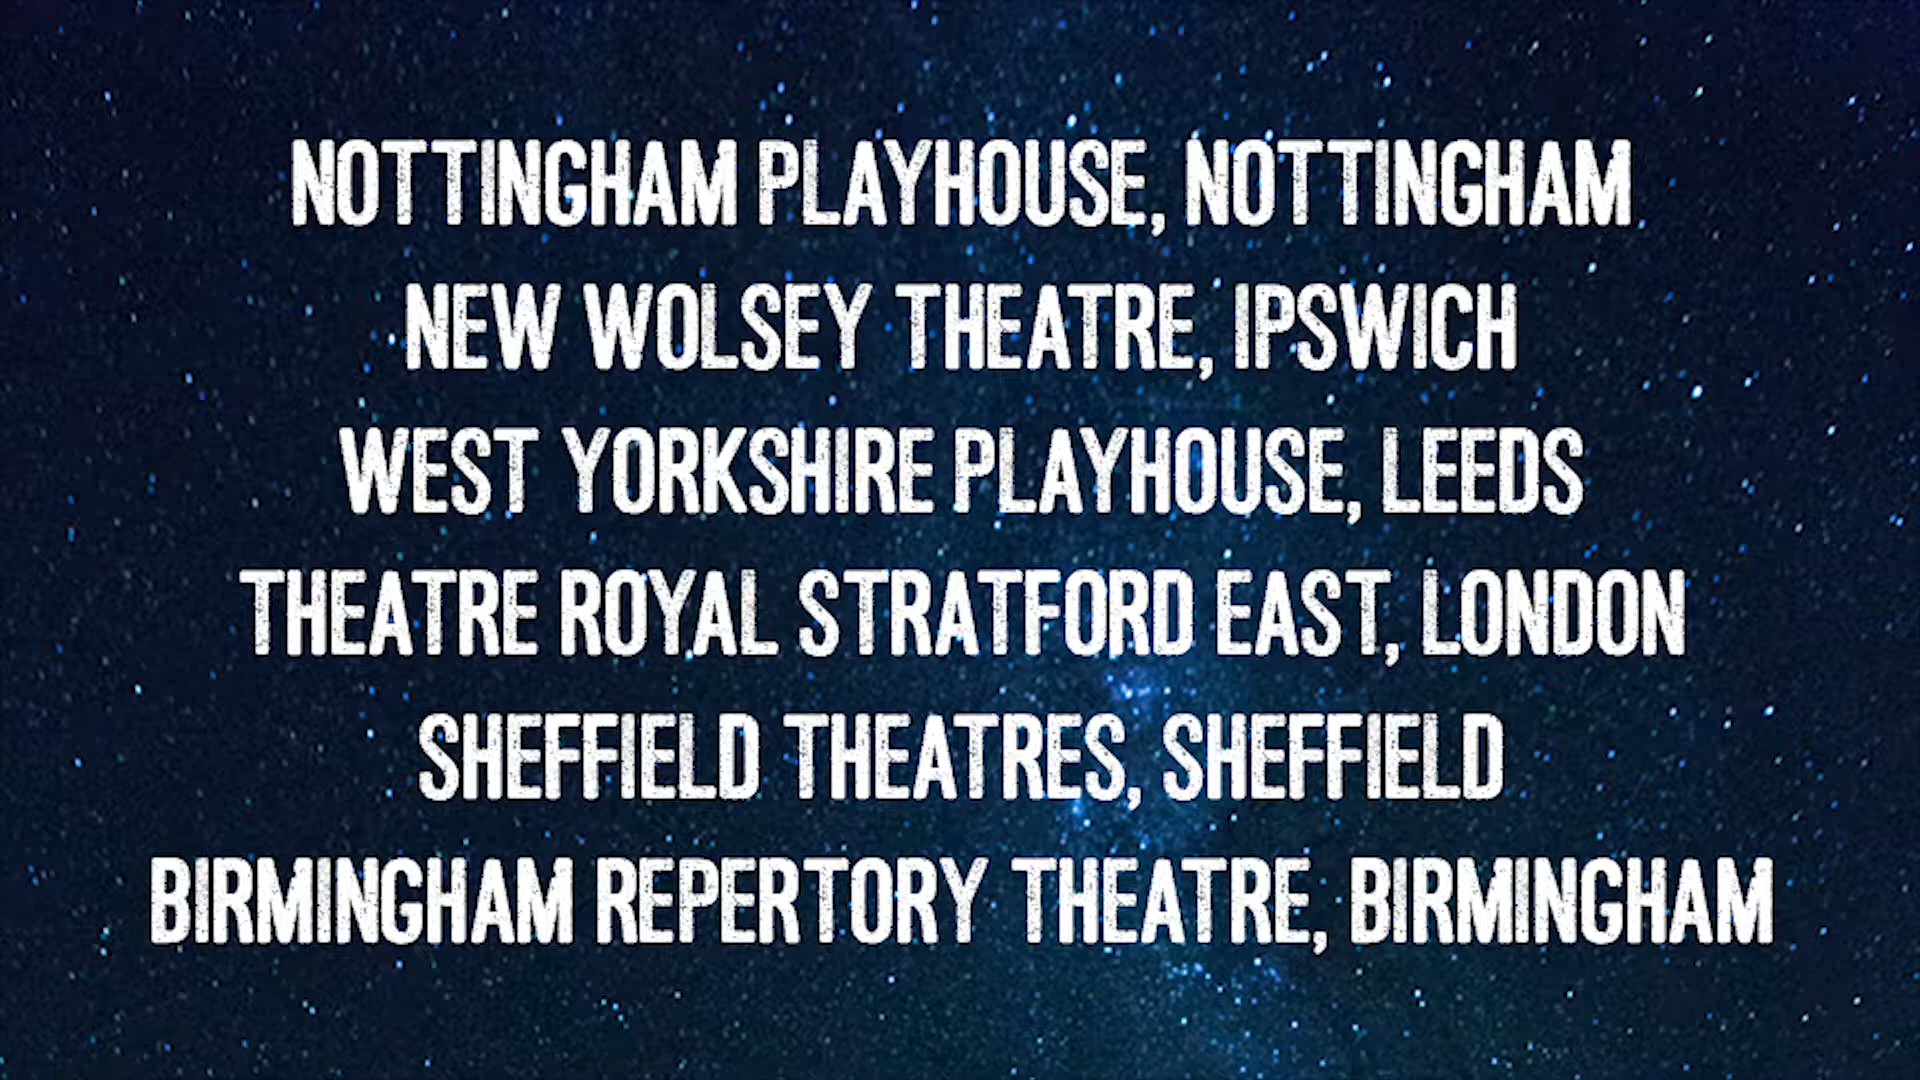 NOTTINGHAM PLAYHOUSE, NOTTINGHAM
NEW WOLSEY THEATRE, IPSWICH
WEST YORKSHIRE PLAYHOUSE, LEEDS
THEATRE ROYAL STRATFORD EAST, LONDON
SHEFFIELD THEATRES, SHEFFIELD
BIRMINGHAM REPERTORY THEATRE, BIRMINGHAM